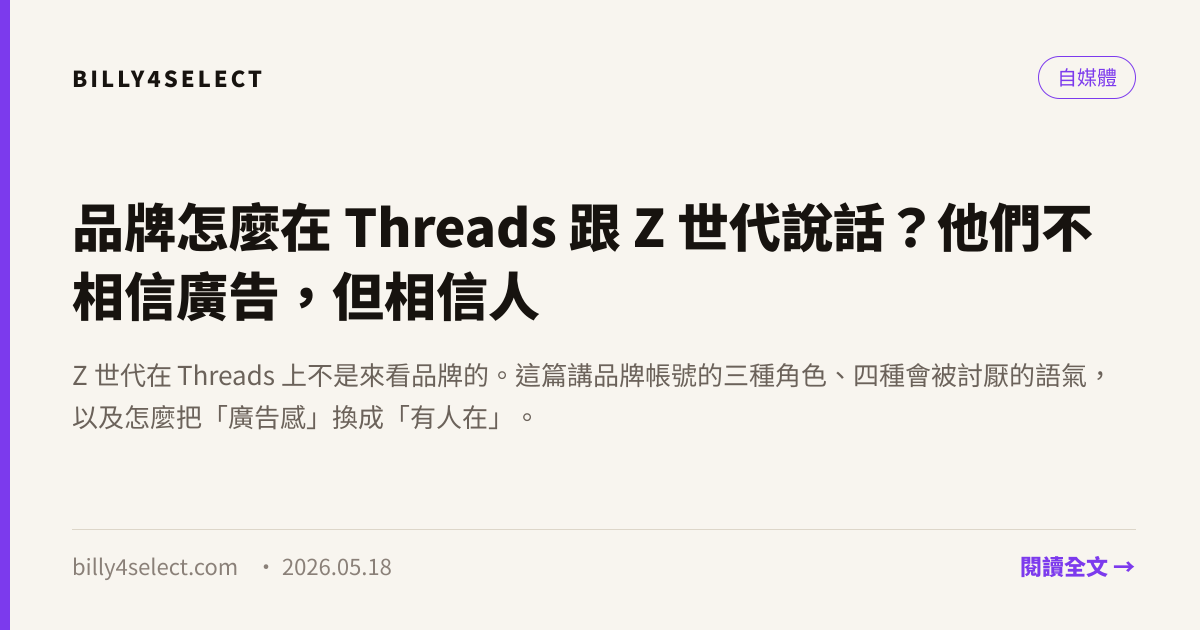 BILLY4SELECT
自媒體
品牌怎麼在 Threads 跟 Z 世代說話？他們不
相信廣告，但相信人
Z 世代在 Threads 上不是來看品牌的。這篇講品牌帳號的三種角色、四種會被討厭的語氣，
以及怎麼把「廣告感」換成「有人在」。
billy4select.com ・ 2026.05.18
閱讀全文 →